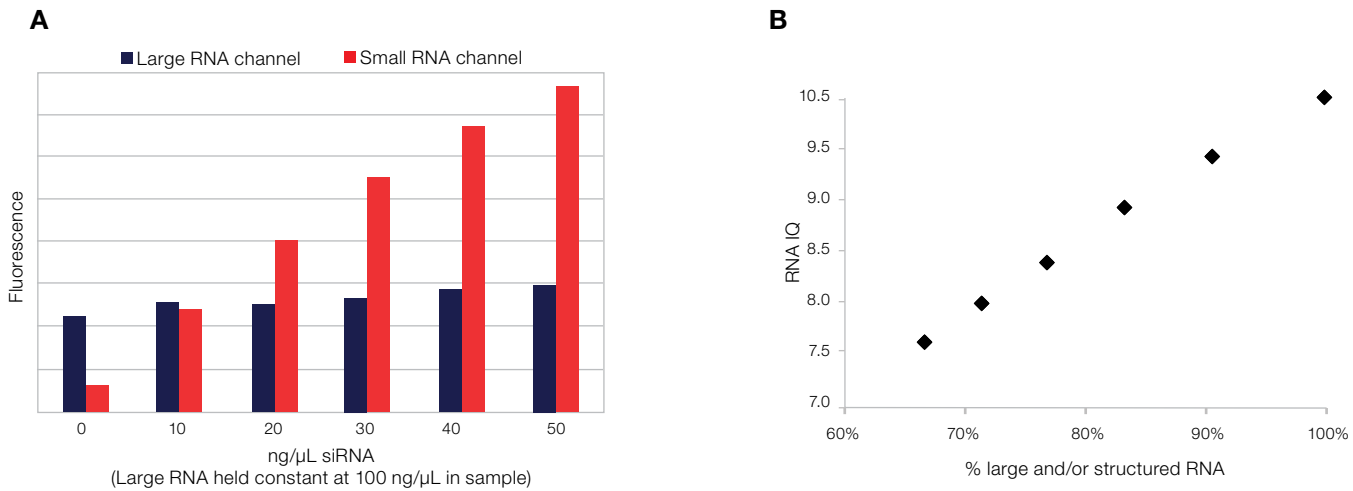 A
Large RNA channel
Small RNA channel
Fluorescence
0 10 20 30 40 50
ng/µL siRNA
(Large RNA held constant at 100 ng/µL in sample)
B
RNA IQ
10.5
9.5
9.0
8.5
8.0
7.5
7.0
60% 70% 80% 90% 100%
% large and/or structured RNA